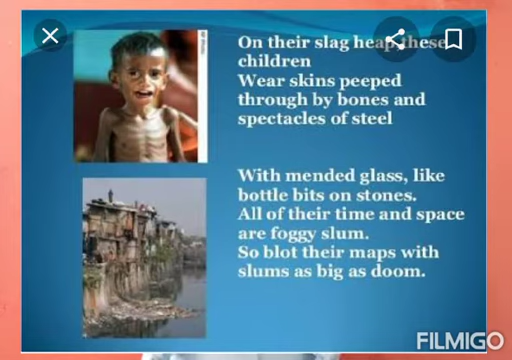 On their slag heap these
children
Wear skins peeped
through by bones and
spectacles of steel
With mended glass, like
bottle bits on stones.
All of their time and space
are foggy slum.
So blot their maps with
slums as big as doom.
FILMIGO